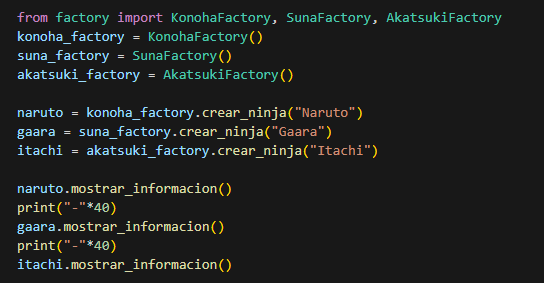 from factory import KonohaFactory, SunaFactory, AkatsukiFactory
konoha_factory = KonohaFactory()
suna_factory = SunaFactory()
akatsuki_factory = AkatsukiFactory()

naruto = konoha_factory.crear_ninja("Naruto")
gaara = suna_factory.crear_ninja("Gaara")
itachi = akatsuki_factory.crear_ninja("Itachi")

naruto.mostrar_informacion()
print("-"*40)
gaara.mostrar_informacion()
print("-"*40)
itachi.mostrar_informacion()